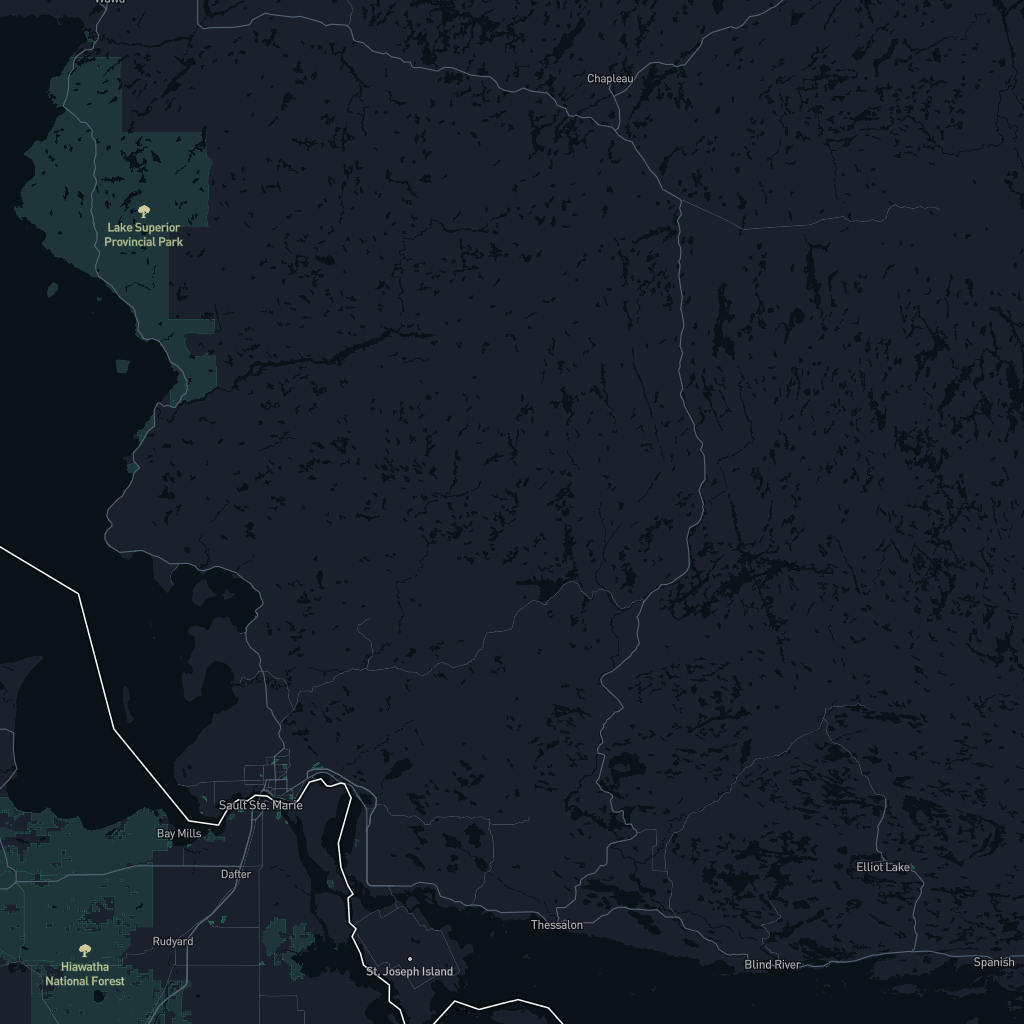 Wawa
Chapleau
Lake Superior
Provincial Park
Sault Ste. Marie
Bay Mills
Dafter
Elliot Lake
Thessalon
Rudyard
Hiawatha
National Forest
St. Joseph Island
Blind River
Spanish